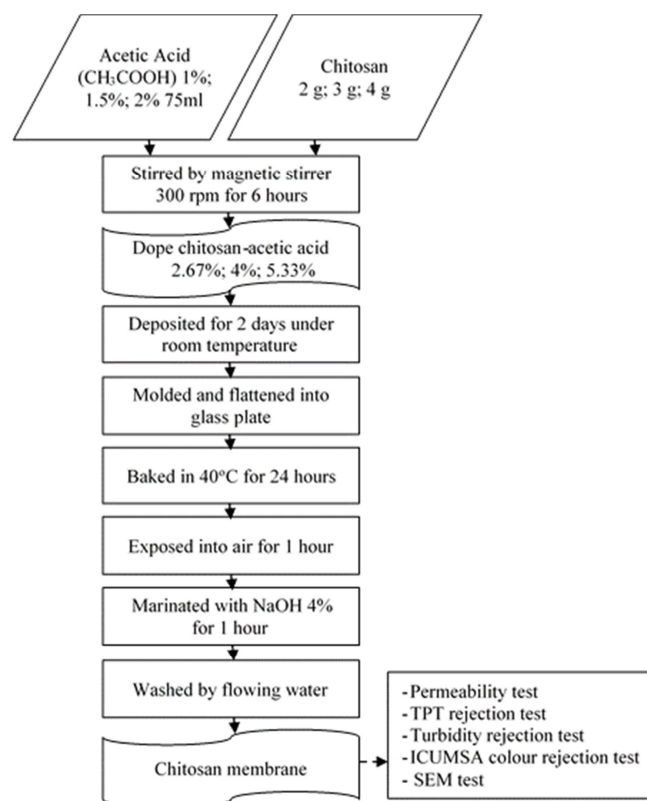 Acetic Acid
(CH₃COOH) 1%;
1.5%; 2% 75ml
Chitosan
2 g; 3 g; 4 g
Stirred by magnetic stirrer
300 rpm for 6 hours
Dope chitosan-acetic acid
2.67%; 4%; 5.33%
Deposited for 2 days under
room temperature
Molded and flattened into
glass plate
Baked in 40°C for 24 hours
Exposed into air for 1 hour
Marinated with NaOH 4%
for 1 hour
Washed by flowing water
Chitosan membrane
-Permeability test
-TPT rejection test
-Turbidity rejection test
-ICUMSA colour rejection test
- SEM test